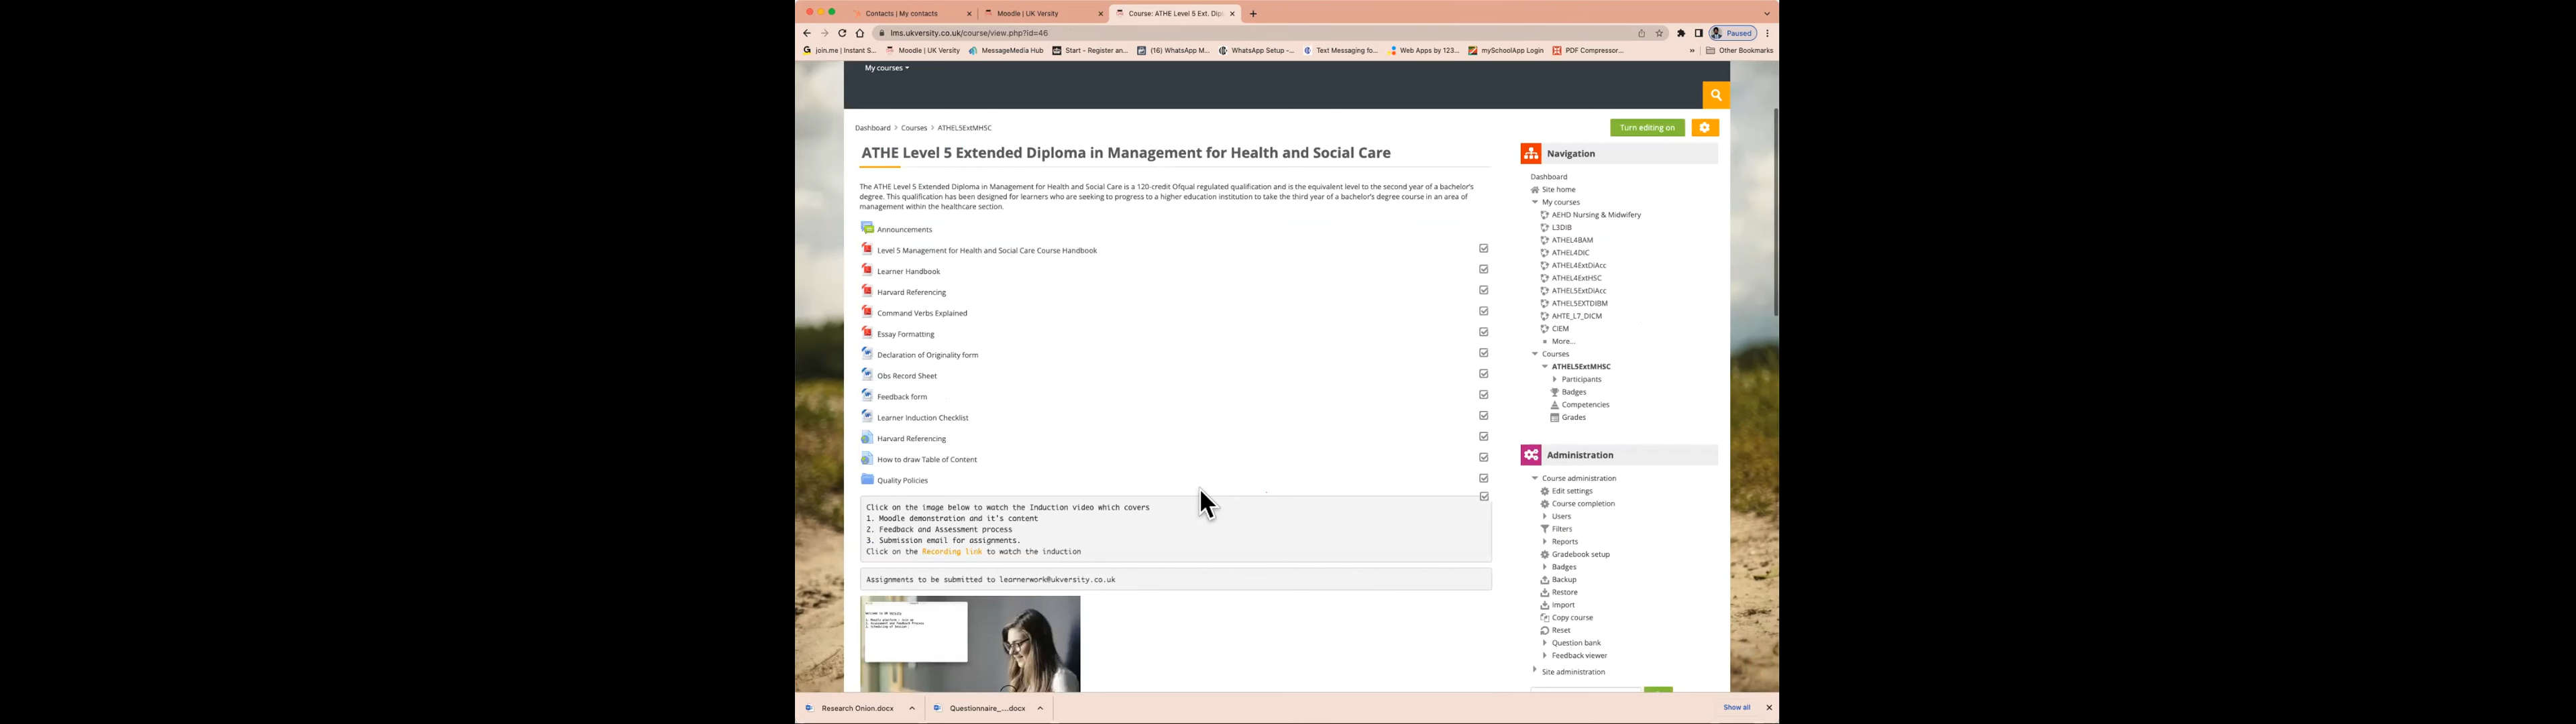 Contacts | My contacts
Moodle | UK Versity
Course: ATHE Level 5 Ext. Dip
lms.ukversity.co.uk/course/view.php?id=46
Paused
join.me | Instant S...
Moodle | UK Versity
MessageMedia Hub
Start - Register an...
(16) WhatsApp M...
WhatsApp Setup -...
Text Messaging fo...
Web Apps by 123...
mySchoolApp Login
PDF Compressor...
Other Bookmarks
My courses
Dashboard > Courses > ATHEL5ExtMHSC
Turn editing on
ATHE Level 5 Extended Diploma in Management for Health and Social Care
The ATHE Level 5 Extended Diploma in Management for Health and Social Care is a 120-credit Ofqual regulated qualification and is the equivalent level to the second year of a bachelor's
degree. This qualification has been designed for learners who are seeking to progress to a higher education institution to take the third year of a bachelor's degree course in an area of
management within the healthcare section.
Announcements
Level 5 Management for Health and Social Care Course Handbook
Learner Handbook
Harvard Referencing
Command Verbs Explained
Essay Formatting
Declaration of Originality form
Obs Record Sheet
Feedback form
Learner Induction Checklist
Harvard Referencing
How to draw Table of Content
Quality Policies
Click on the image below to watch the Induction video which covers
1. Moodle demonstration and it's content
2. Feedback and Assessment process
3. Submission email for assignments.
Click on the Recording link to watch the induction
Assignments to be submitted to learnerwork@ukversity.co.uk
Navigation
Dashboard
Site home
My courses
AEHD Nursing & Midwifery
L3DIB
ATHEL4BAM
ATHEL4DIC
ATHEL4ExtDiAcc
ATHEL4ExtHSC
ATHEL5ExtDiAcc
ATHEL5EXTDIBM
AHTE_L7_DICM
CIEM
More...
Courses
ATHEL5ExtMHSC
Participants
Badges
Competencies
Grades
Administration
Course administration
Edit settings
Course completion
Users
Filters
Reports
Gradebook setup
Badges
Backup
Restore
Import
Copy course
Reset
Question bank
Feedback viewer
Site administration
Research Onion.docx
Questionnaire_....docx
Show all